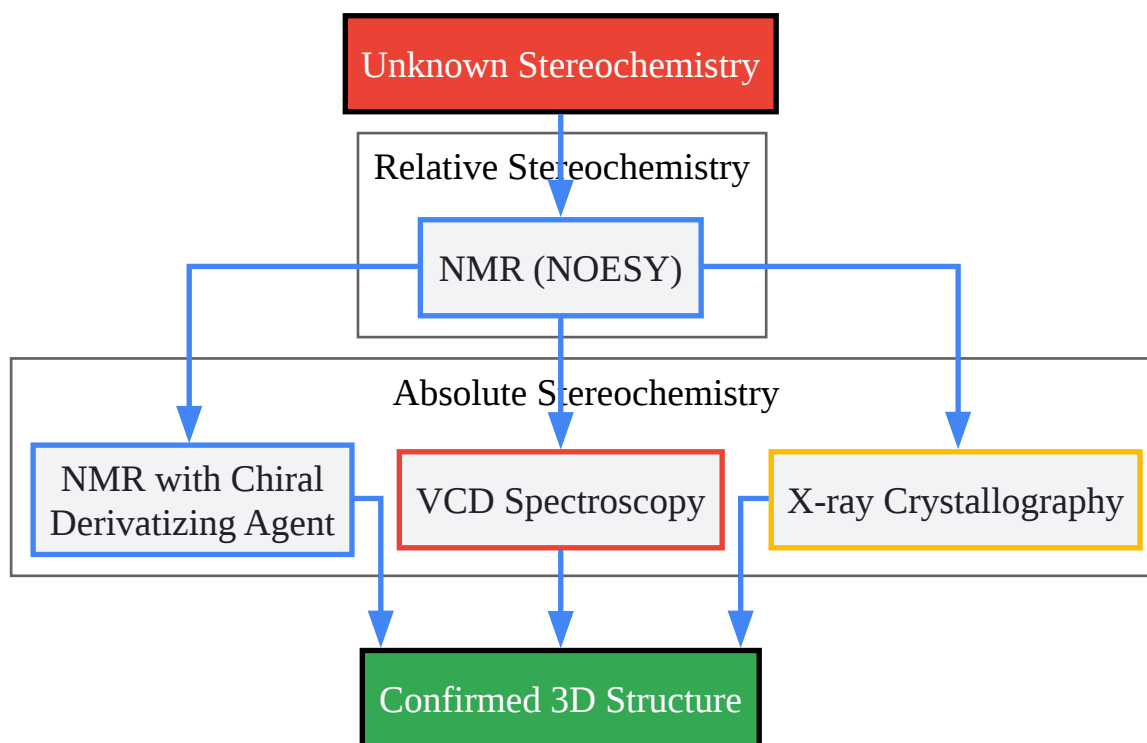 Unknown Stereochemistry
Relative Stereochemistry
NMR (NOESY)
Absolute Stereochemistry
NMR with Chiral
Derivatizing Agent
VCD Spectroscopy
X-ray Crystallography
Confirmed 3D Structure